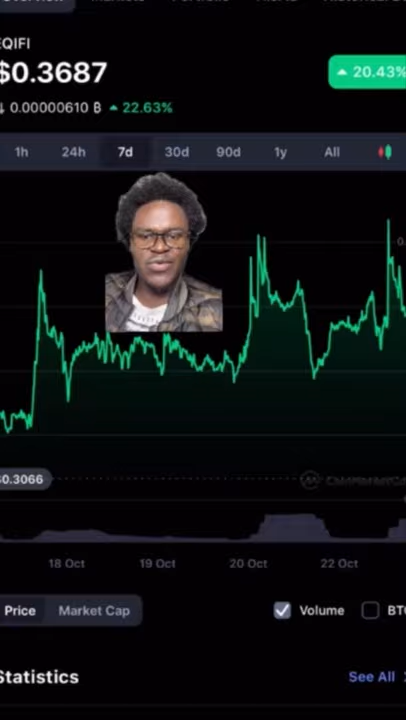 EQIFI
$0.3687
20.43%
0.00000610 B 22.63%
1h 24h 7d 30d 90d 1y All
0.3066
18 Oct 19 Oct 20 Oct 22 Oct
Price Market Cap Volume
Statistics See All